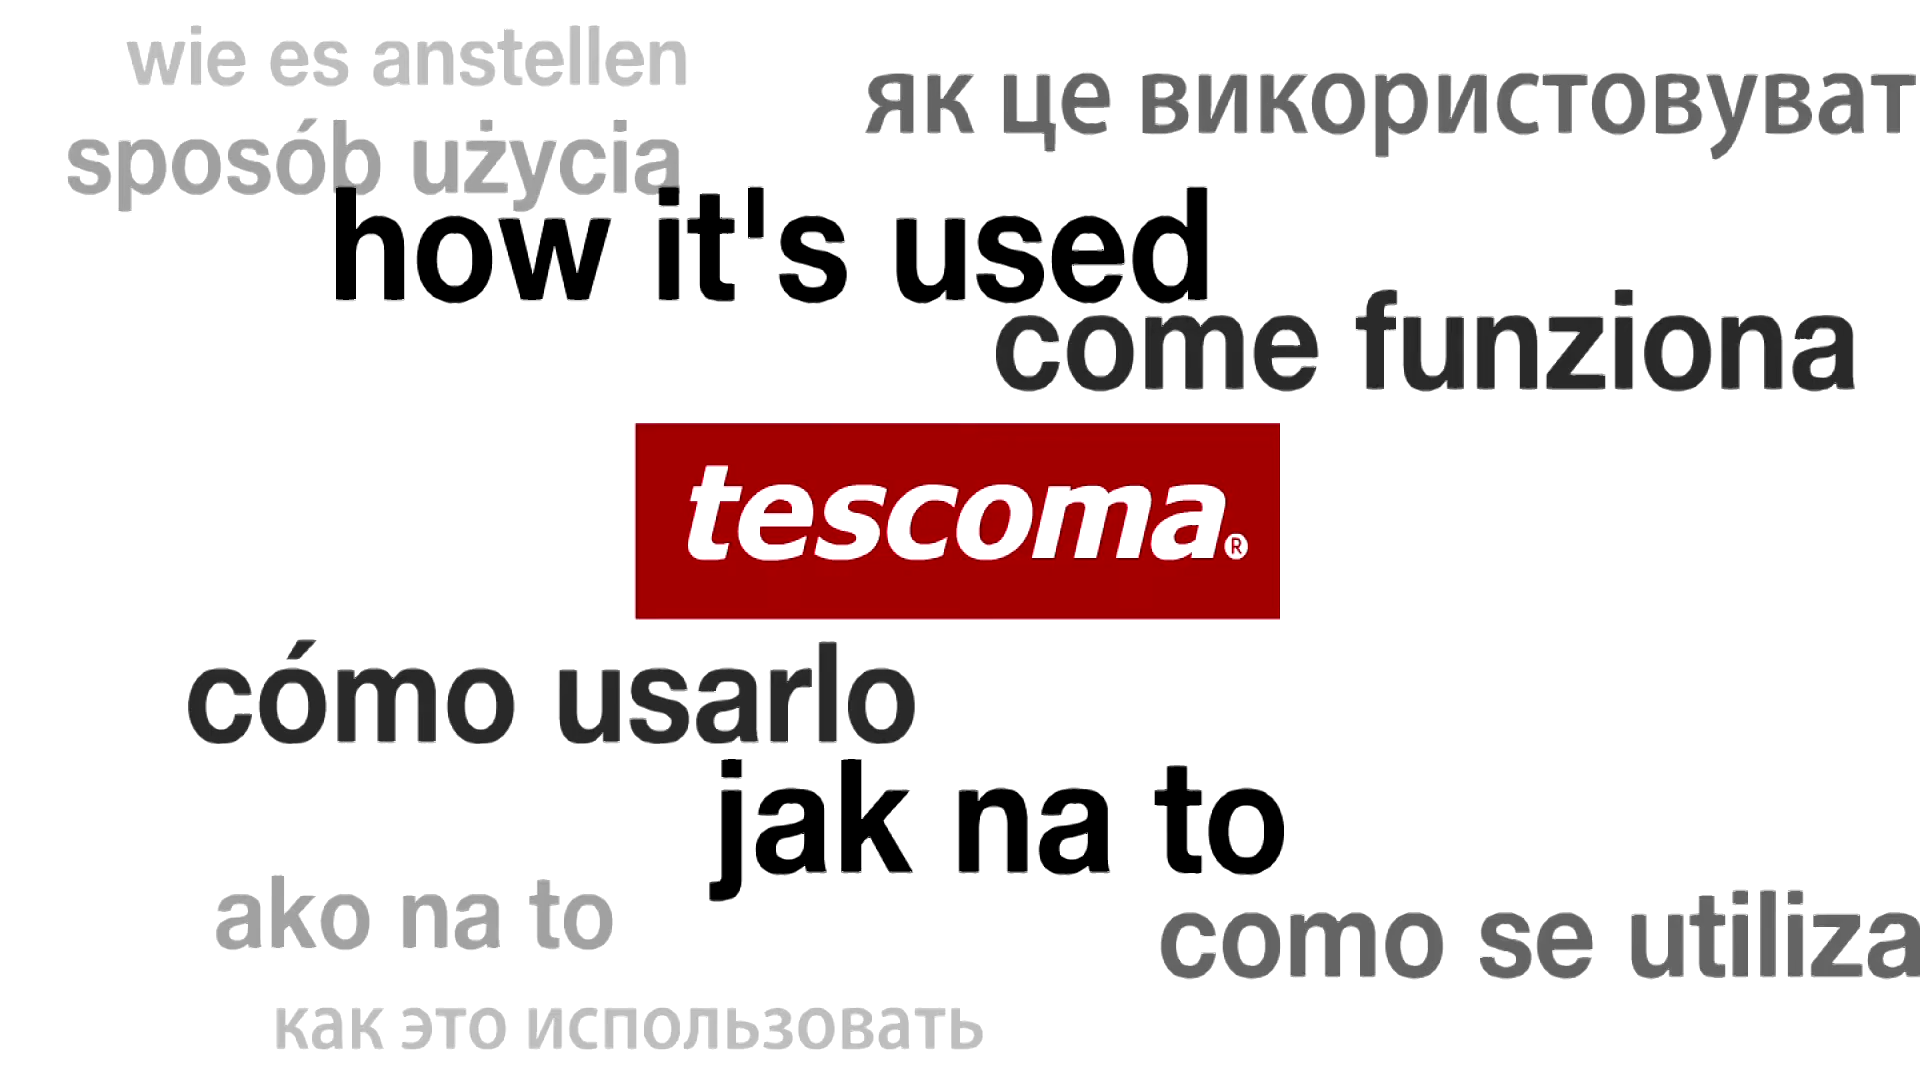 wie es anstellen
як це використовуват
sposób użycia
how it's used
come funziona
tescoma®
cómo usarlo
jak na to
ako na to
como se utiliza
как это использовать